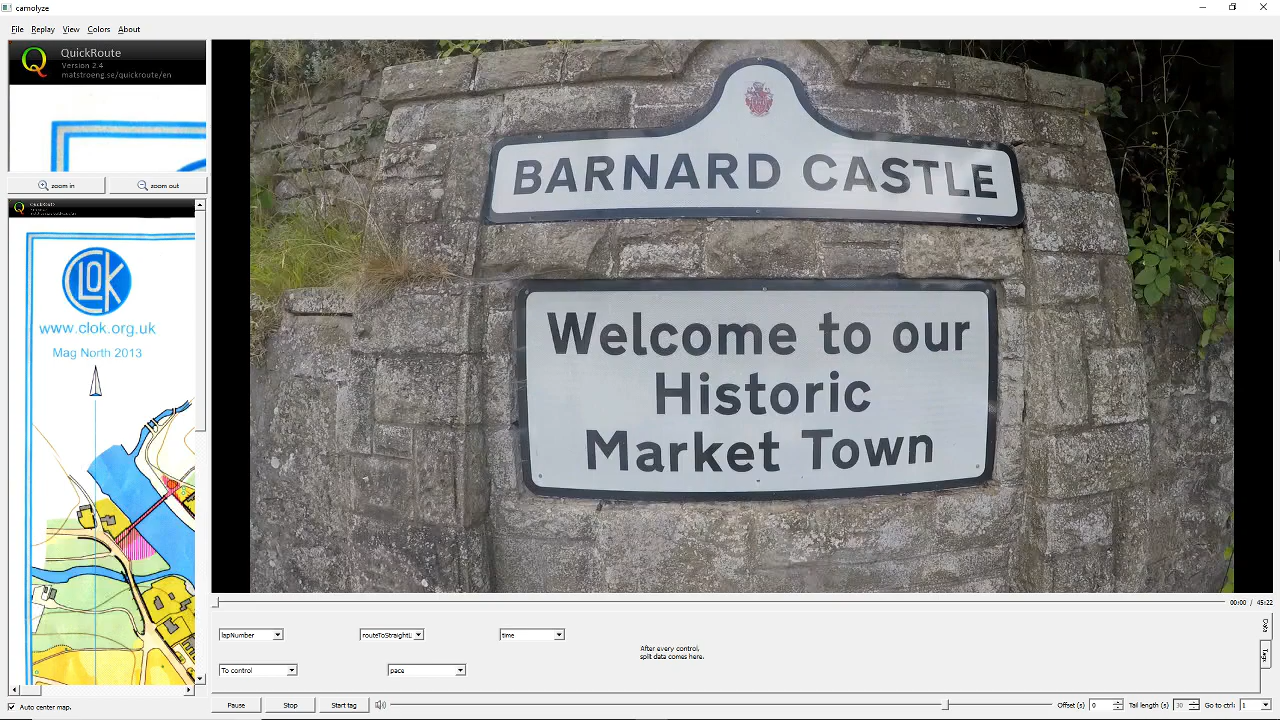 camolyze
File Replay View Colors About
QuickRoute
Version 2.4
matstroeng.se/quickroute/en
zoom in
zoom out
QuickRoute
CLOK
www.clok.org.uk
Mag North 2013
BARNARD CASTLE
Welcome to our
Historic
Market Town
00:00 / 45:22
lapNumber
routeToStraightL
time
To control
pace
After every control,
split data comes here.
Tags
Auto center map.
Pause
Stop
Start tag
Offset (s) 0
Tail length (s) 30
Go to ctrl: 1